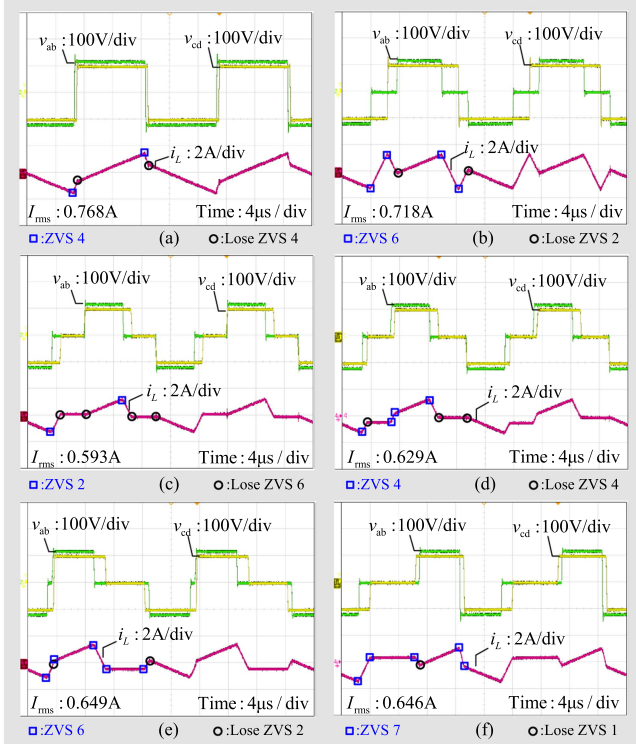 v_ab :100V/div v_cd :100V/div
i_L : 2A/div
I_rms :0.768A Time : 4μs / div
:ZVS 4 (a) :Lose ZVS 4
v_ab :100V/div v_cd :100V/div
i_L : 2A/div
I_rms :0.718A Time : 4μs / div
:ZVS 6 (b) :Lose ZVS 2
v_ab :100V/div v_cd :100V/div
i_L : 2A/div
I_rms :0.593A Time : 4μs / div
:ZVS 2 (c) :Lose ZVS 6
v_ab :100V/div v_cd :100V/div
i_L : 2A/div
I_rms :0.629A Time : 4μs / div
:ZVS 4 (d) :Lose ZVS 4
v_ab :100V/div v_cd :100V/div
i_L : 2A/div
I_rms :0.649A Time : 4μs / div
:ZVS 6 (e) :Lose ZVS 2
v_ab :100V/div v_cd :100V/div
i_L : 2A/div
I_rms :0.646A Time : 4μs / div
:ZVS 7 (f) :Lose ZVS 1